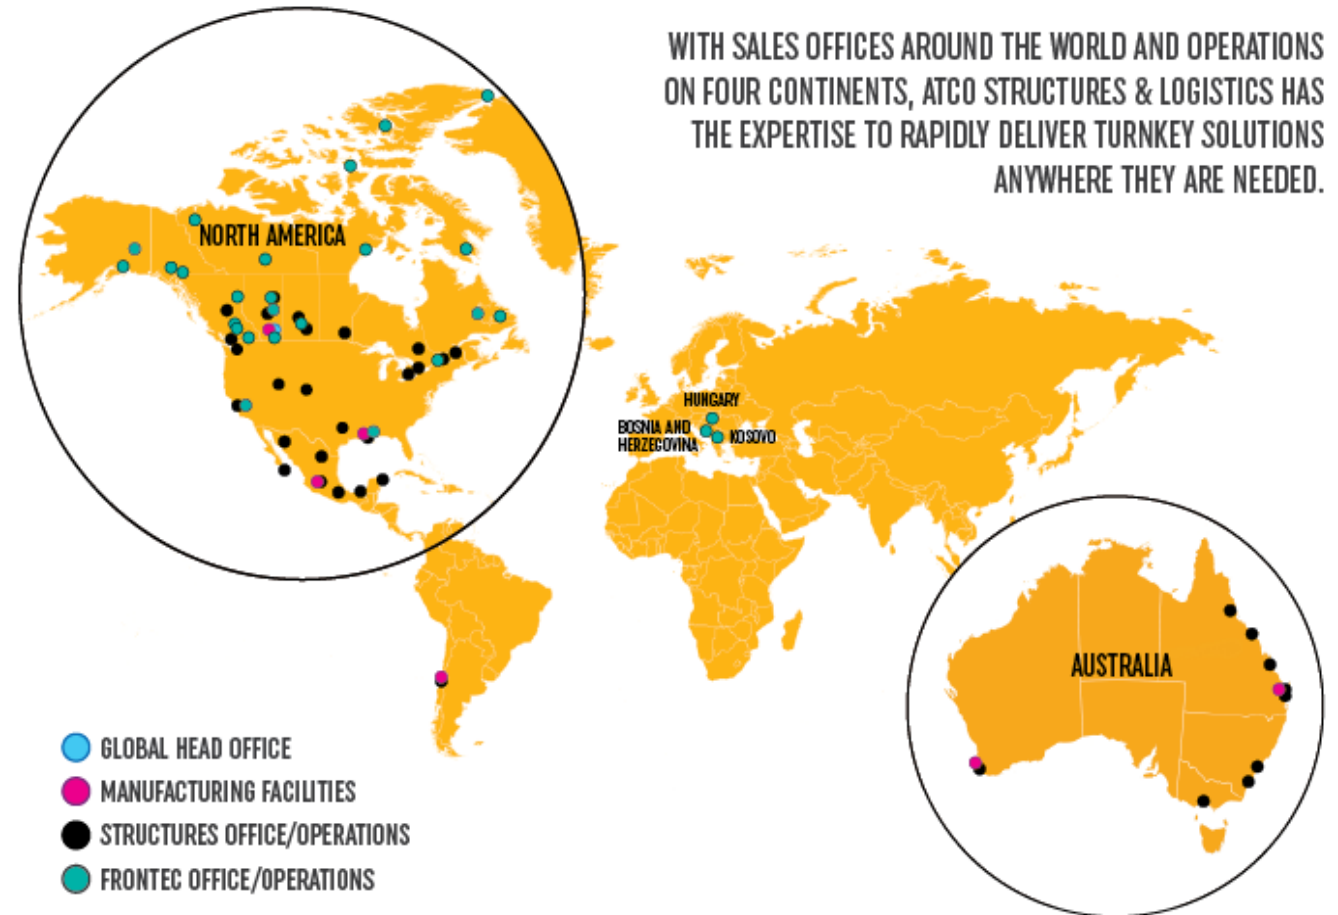 WITH SALES OFFICES AROUND THE WORLD AND OPERATIONS
ON FOUR CONTINENTS, ATCO STRUCTURES & LOGISTICS HAS
THE EXPERTISE TO RAPIDLY DELIVER TURNKEY SOLUTIONS
ANYWHERE THEY ARE NEEDED.
NORTH AMERICA
HUNGARY
BOSNIA AND
HERZEGOVINA
KOSOVO
AUSTRALIA
GLOBAL HEAD OFFICE
MANUFACTURING FACILITIES
STRUCTURES OFFICE/OPERATIONS
FRONTEC OFFICE/OPERATIONS